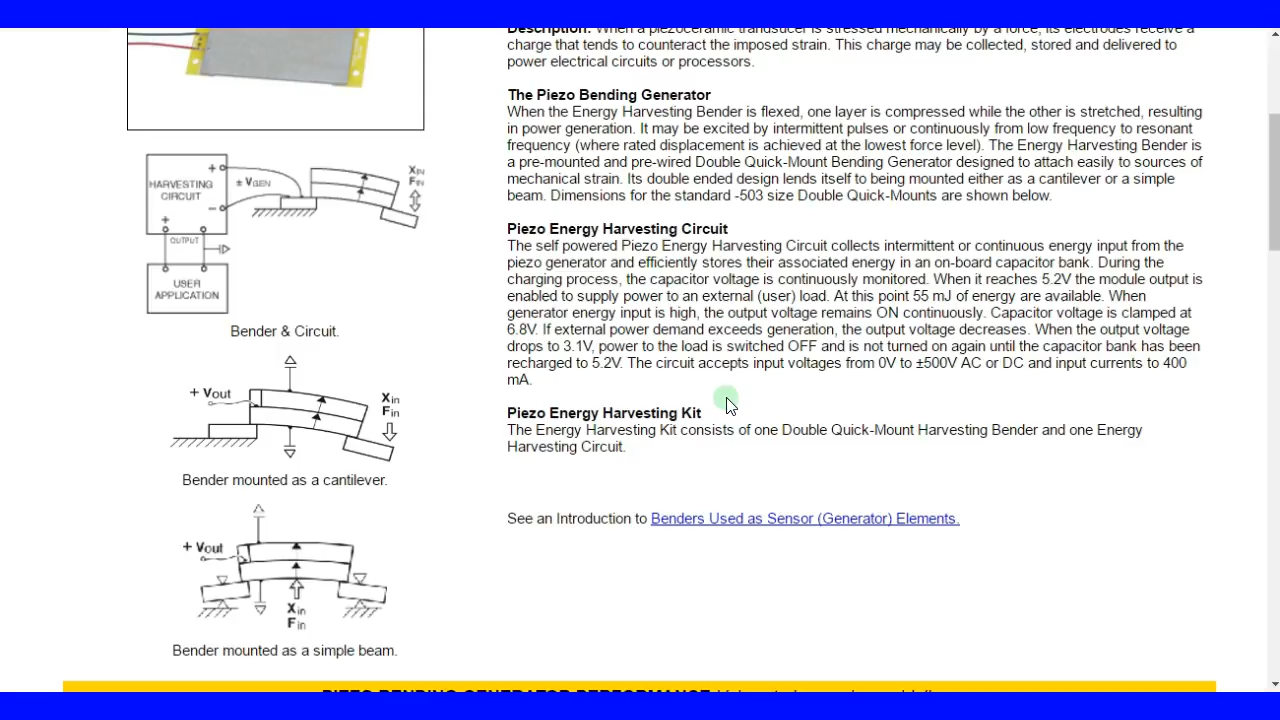 Description: When a piezoceramic transducer is stressed mechanically by a force, its electrodes receive a
charge that tends to counteract the imposed strain. This charge may be collected, stored and delivered to
power electrical circuits or processors.
The Piezo Bending Generator
When the Energy Harvesting Bender is flexed, one layer is compressed while the other is stretched, resulting
in power generation. It may be excited by intermittent pulses or continuously from low frequency to resonant
frequency (where rated displacement is achieved at the lowest force level). The Energy Harvesting Bender is
a pre-mounted and pre-wired Double Quick-Mount Bending Generator designed to attach easily to sources of
mechanical strain. Its double ended design lends itself to being mounted either as a cantilever or a simple
beam. Dimensions for the standard -503 size Double Quick-Mounts are shown below.
Piezo Energy Harvesting Circuit
The self powered Piezo Energy Harvesting Circuit collects intermittent or continuous energy input from the
piezo generator and efficiently stores their associated energy in an on-board capacitor bank. During the
charging process, the capacitor voltage is continuously monitored. When it reaches 5.2V the module output is
enabled to supply power to an external (user) load. At this point 55 mJ of energy are available. When
generator energy input is high, the output voltage remains ON continuously. Capacitor voltage is clamped at
6.8V. If external power demand exceeds generation, the output voltage decreases. When the output voltage
drops to 3.1V, power to the load is switched OFF and is not turned on again until the capacitor bank has been
recharged to 5.2V. The circuit accepts input voltages from 0V to ±500V AC or DC and input currents to 400
mA.
Piezo Energy Harvesting Kit
The Energy Harvesting Kit consists of one Double Quick-Mount Harvesting Bender and one Energy
Harvesting Circuit.
See an Introduction to Benders Used as Sensor (Generator) Elements.
HARVESTING
CIRCUIT
+
−
± VGEN
XIN
FIN
+
OUTPUT
USER
APPLICATION
Bender & Circuit.
+ Vout
Xin
Fin
Bender mounted as a cantilever.
+ Vout
Xin
Fin
Bender mounted as a simple beam.
PIEZO BENDING GENERATOR PERFORMANCE